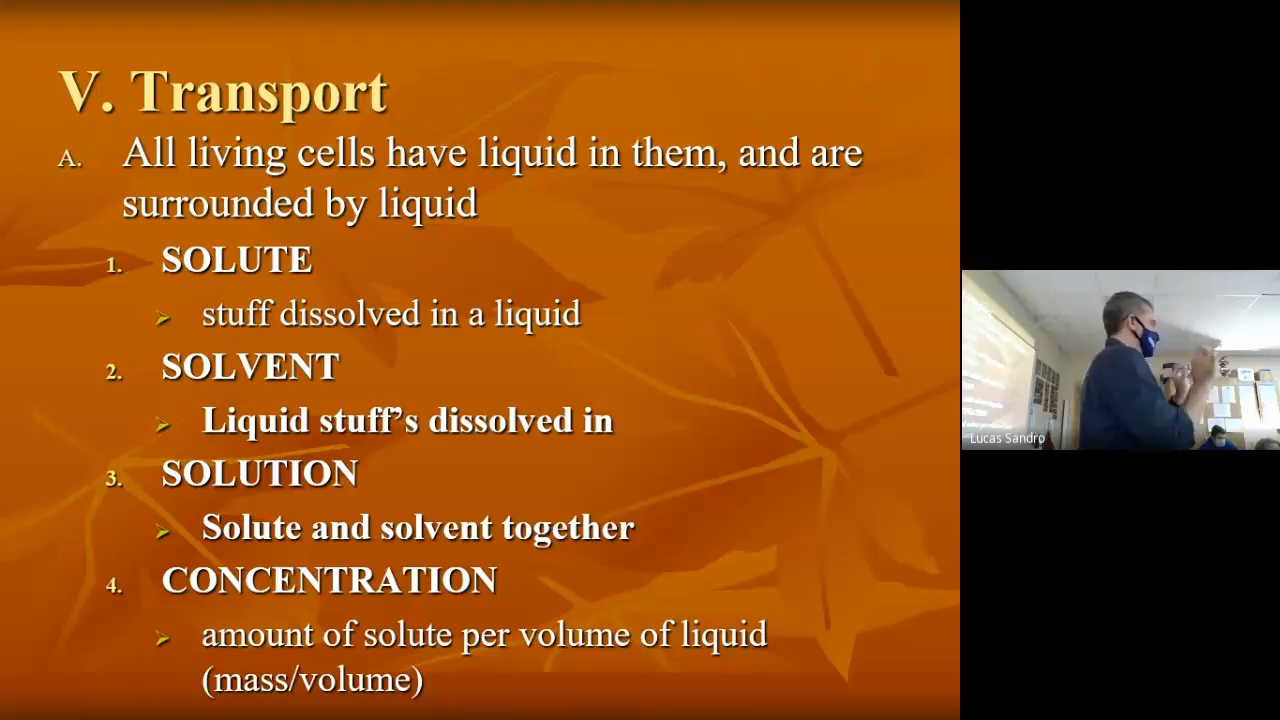 V. Transport
A. All living cells have liquid in them, and are
surrounded by liquid
1. SOLUTE
stuff dissolved in a liquid
2. SOLVENT
Liquid stuff’s dissolved in
3. SOLUTION
Solute and solvent together
4. CONCENTRATION
amount of solute per volume of liquid
(mass/volume)
Lucas Sandro